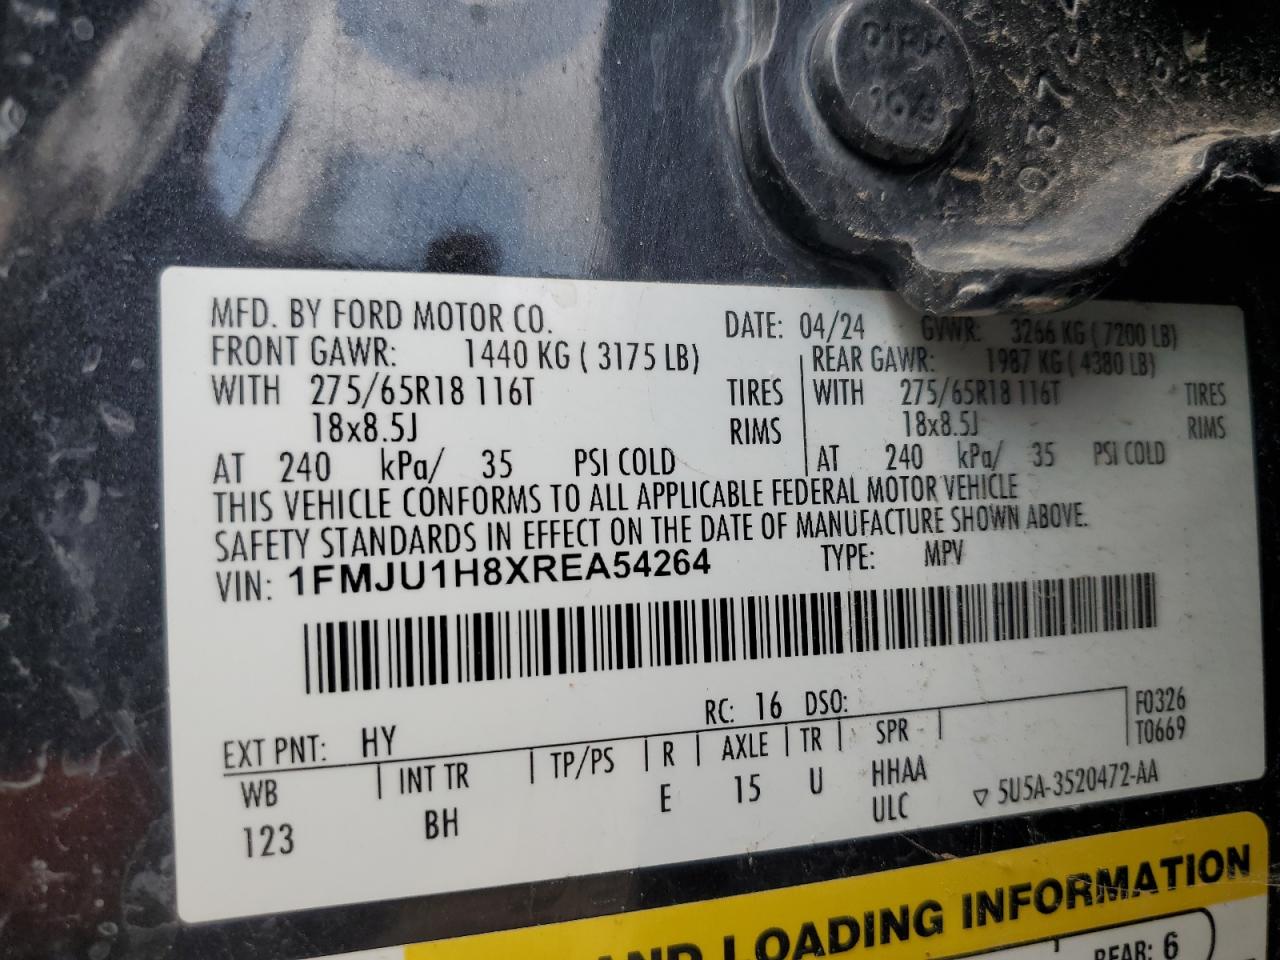 MFD. BY FORD MOTOR CO. DATE: 04/24 GVWR: 3266 KG ( 7200 LB)
FRONT GAWR: 1440 KG ( 3175 LB) REAR GAWR: 1987 KG ( 4380 LB)
WITH 275/65R18 116T TIRES WITH 275/65R18 116T TIRES
18x8.5J RIMS 18x8.5J RIMS
AT 240 kPa/ 35 PSI COLD AT 240 kPa/ 35 PSI COLD
THIS VEHICLE CONFORMS TO ALL APPLICABLE FEDERAL MOTOR VEHICLE
SAFETY STANDARDS IN EFFECT ON THE DATE OF MANUFACTURE SHOWN ABOVE.
VIN: 1FMJU1H8XREA54264 TYPE: MPV
EXT PNT: HY RC: 16 DSO: F0326
WB INT TR TP/PS R AXLE TR SPR T0669
123 BH E 15 U HHAA 5U5A-3520472-AA
ULC
AND LOADING INFORMATION
REAR: 6